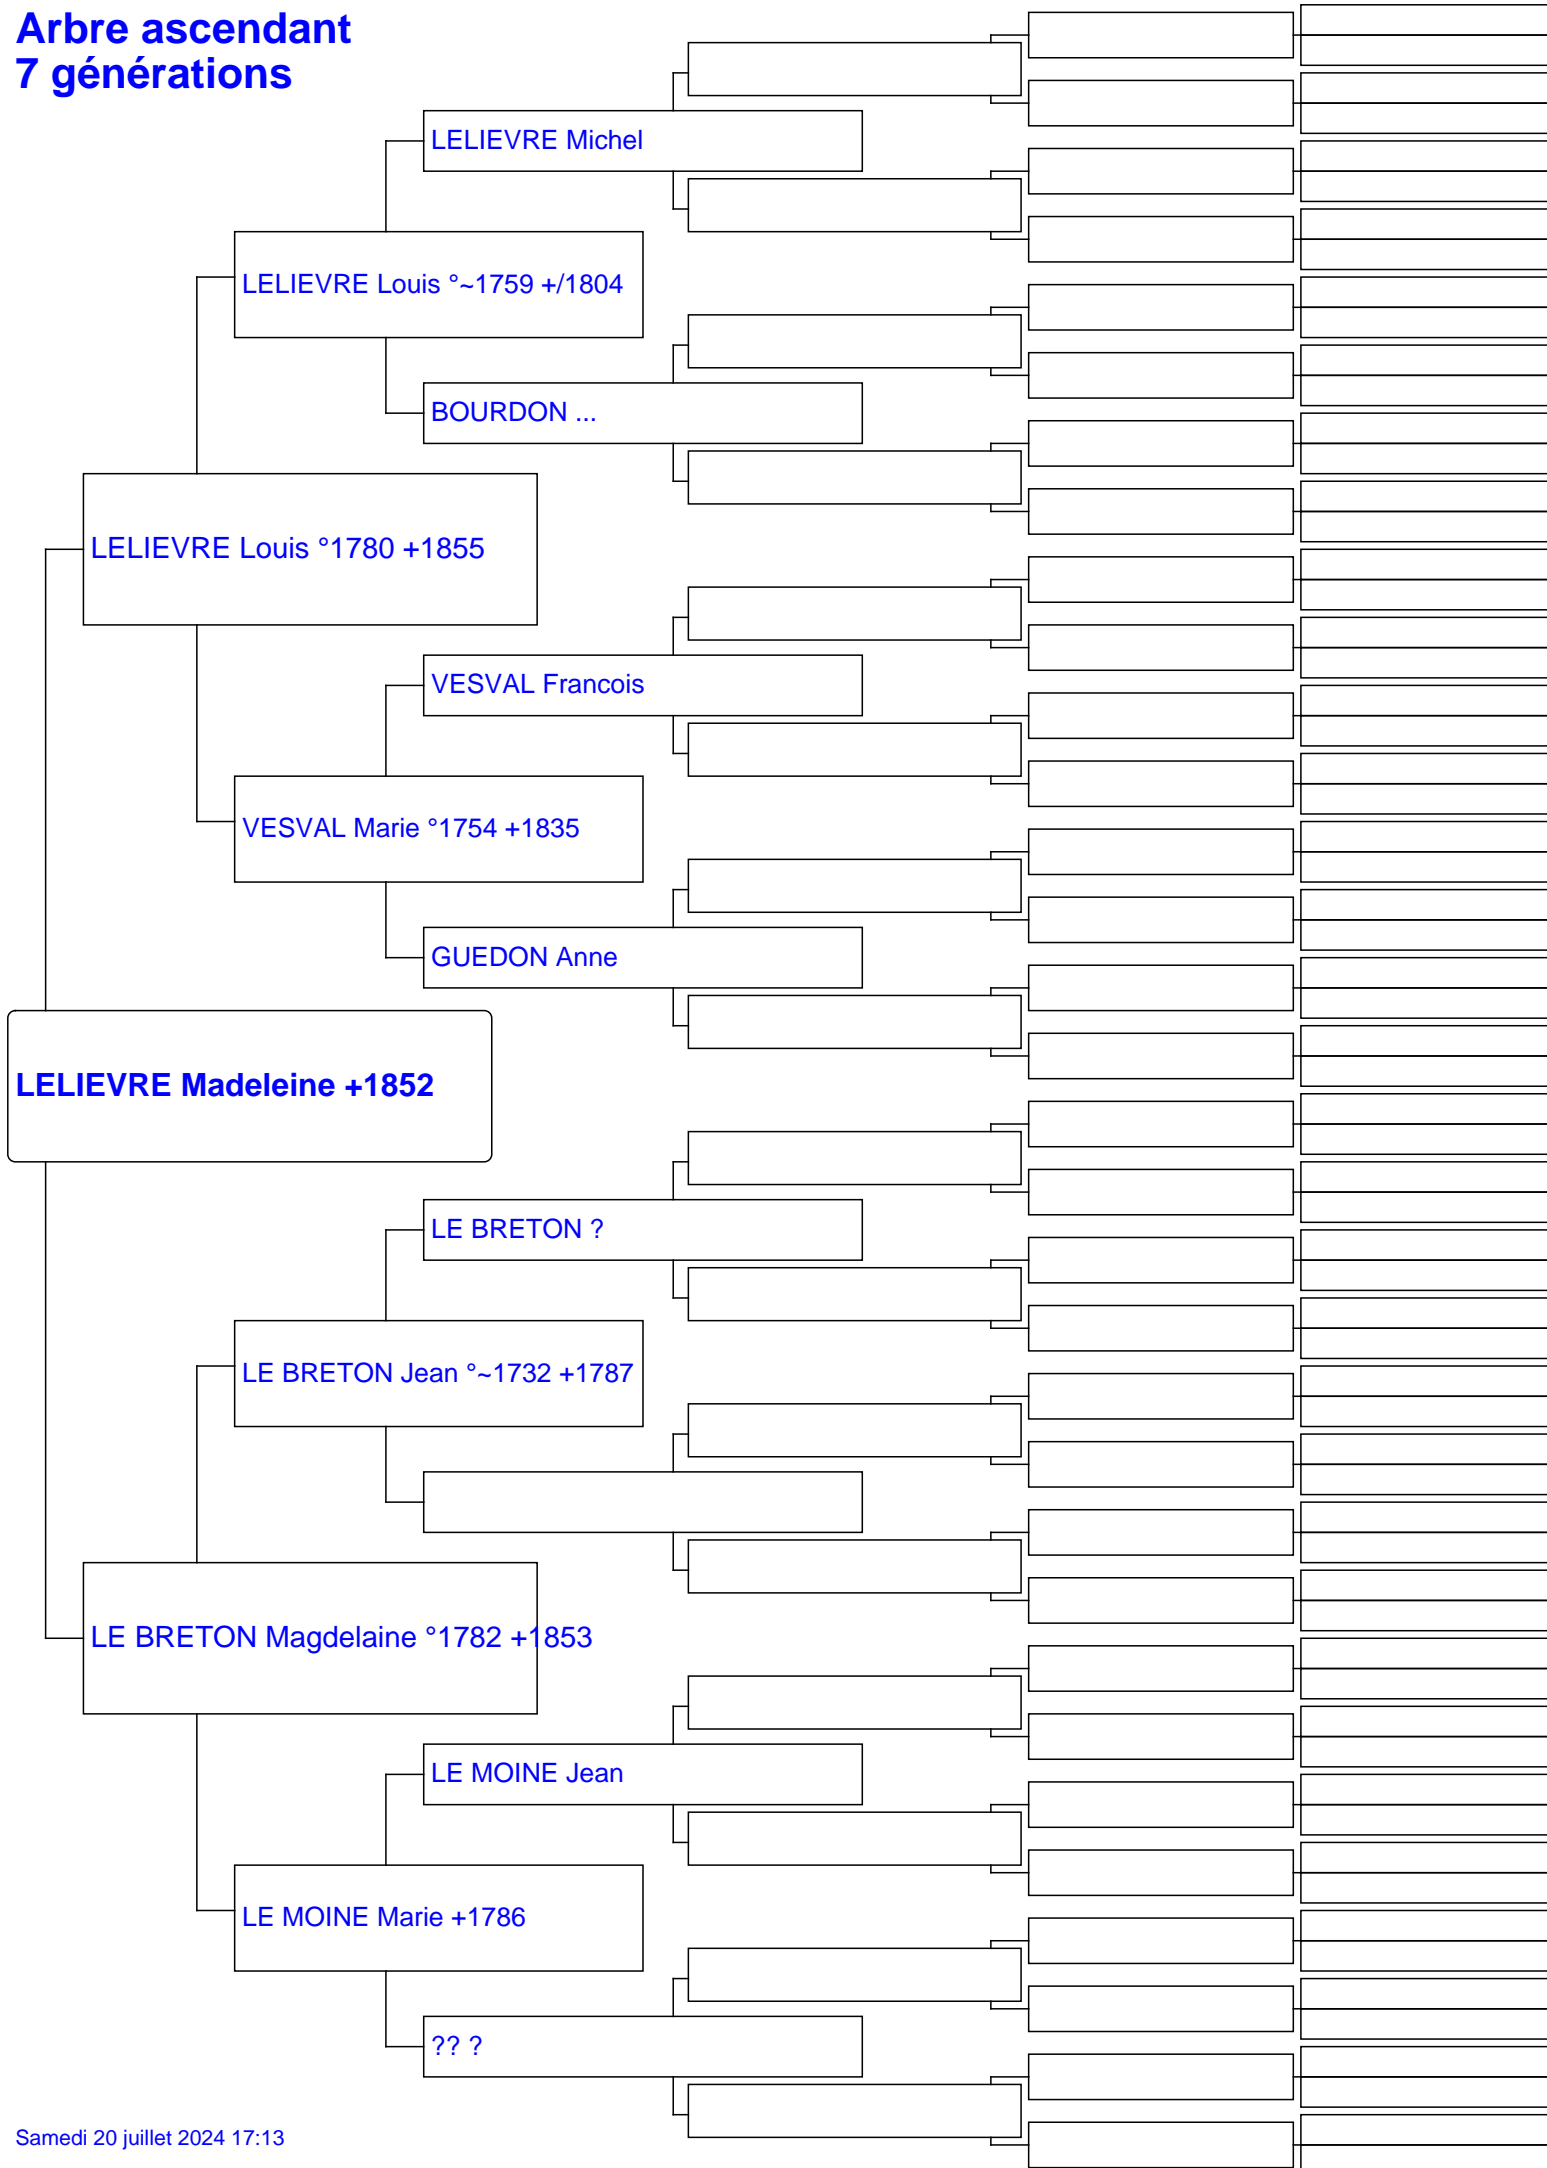 Arbre ascendant
7 générations
LELIEVRE Michel
LELIEVRE Louis °~1759 +/1804
BOURDON ...
LELIEVRE Louis °1780 +1855
VESVAL Francois
VESVAL Marie °1754 +1835
GUEDON Anne
LELIEVRE Madeleine +1852
LE BRETON ?
LE BRETON Jean °~1732 +1787
LE BRETON Magdelaine °1782 +1853
LE MOINE Jean
LE MOINE Marie +1786
?? ?
Samedi 20 juillet 2024 17:13